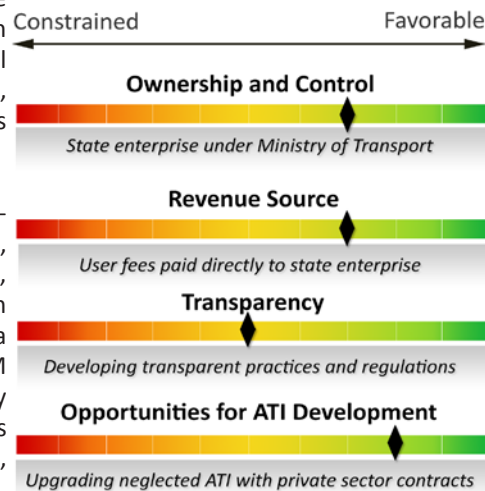 Constrained Favorable
Ownership and Control
State enterprise under Ministry of Transport
Revenue Source
User fees paid directly to state enterprise
Transparency
Developing transparent practices and regulations
Opportunities for ATI Development
Upgrading neglected ATI with private sector contracts